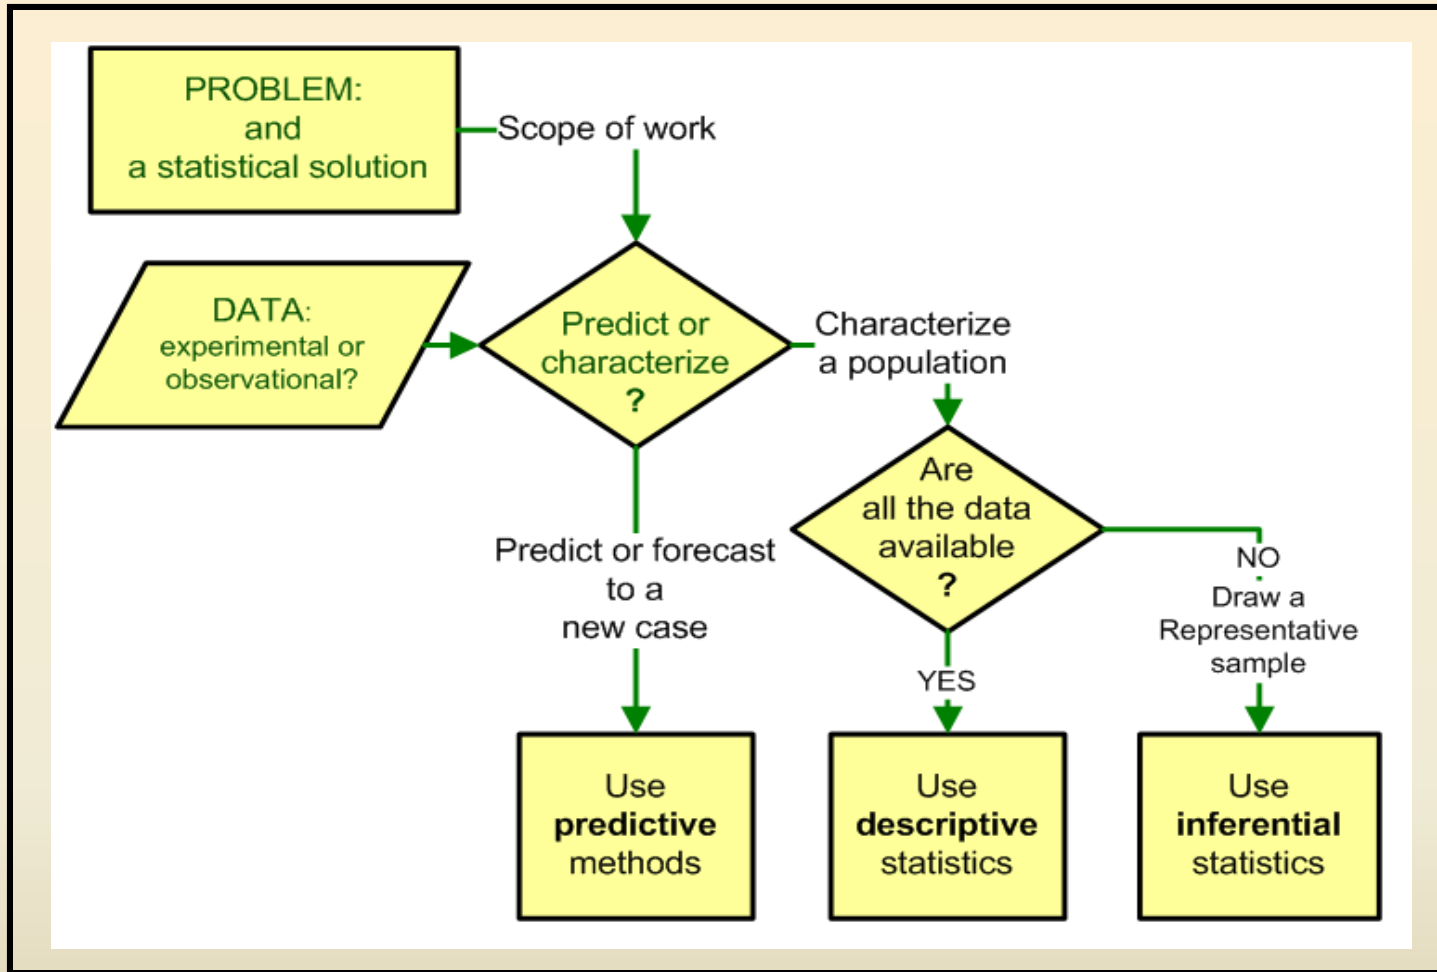 PROBLEM:
and
a statistical solution
Scope of work
DATA:
experimental or
observational?
Predict or
characterize
?
Characterize
a population
Are
all the data
available
?
Predict or forecast
to a
new case
NO
Draw a
Representative
sample
YES
Use
predictive
methods
Use
descriptive
statistics
Use
inferential
statistics